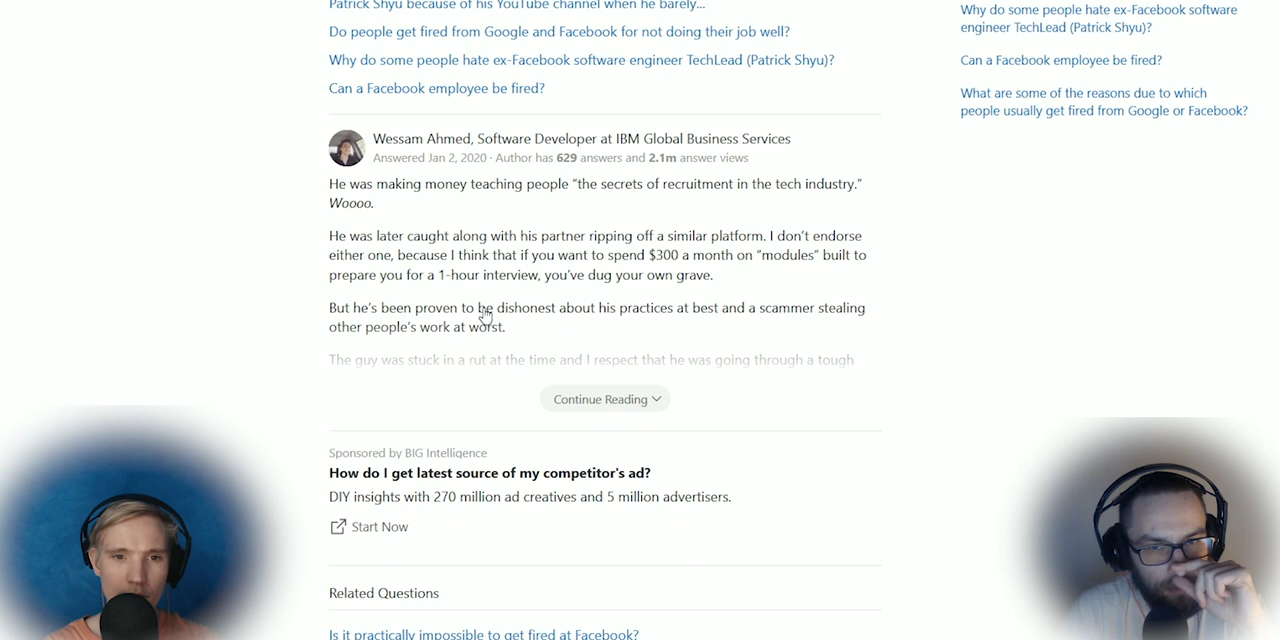 Patrick Shyu because of his YouTube channel when he barely...
Do people get fired from Google and Facebook for not doing their job well?
Why do some people hate ex-Facebook software engineer TechLead (Patrick Shyu)?
Can a Facebook employee be fired?
Wessam Ahmed, Software Developer at IBM Global Business Services
Answered Jan 2, 2020 · Author has 629 answers and 2.1m answer views
He was making money teaching people “the secrets of recruitment in the tech industry.”
Woooo.
He was later caught along with his partner ripping off a similar platform. I don’t endorse
either one, because I think that if you want to spend $300 a month on “modules” built to
prepare you for a 1-hour interview, you’ve dug your own grave.
But he’s been proven to be dishonest about his practices at best and a scammer stealing
other people’s work at worst.
The guy was stuck in a rut at the time and I respect that he was going through a tough
Continue Reading
Sponsored by BIG Intelligence
How do I get latest source of my competitor's ad?
DIY insights with 270 million ad creatives and 5 million advertisers.
Start Now
Related Questions
Is it practically impossible to get fired at Facebook?
Why do some people hate ex-Facebook software
engineer TechLead (Patrick Shyu)?
Can a Facebook employee be fired?
What are some of the reasons due to which
people usually get fired from Google or Facebook?